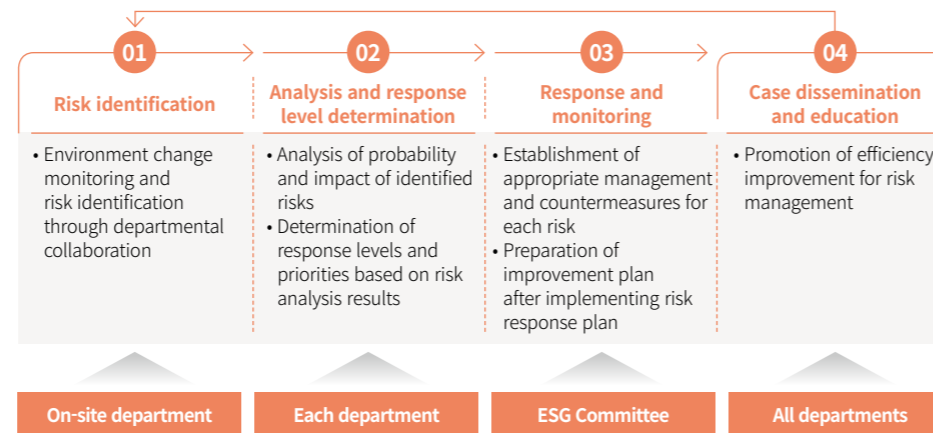 01
Risk identification
• Environment change
monitoring and
risk identification
through departmental
collaboration
On-site department
02
Analysis and response
level determination
• Analysis of probability
and impact of identified
risks
• Determination of
response levels and
priorities based on risk
analysis results
Each department
03
Response and
monitoring
• Establishment of
appropriate management
and countermeasures for
each risk
• Preparation of
improvement plan
after implementing risk
response plan
ESG Committee
04
Case dissemination
and education
• Promotion of efficiency
improvement for risk
management
All departments